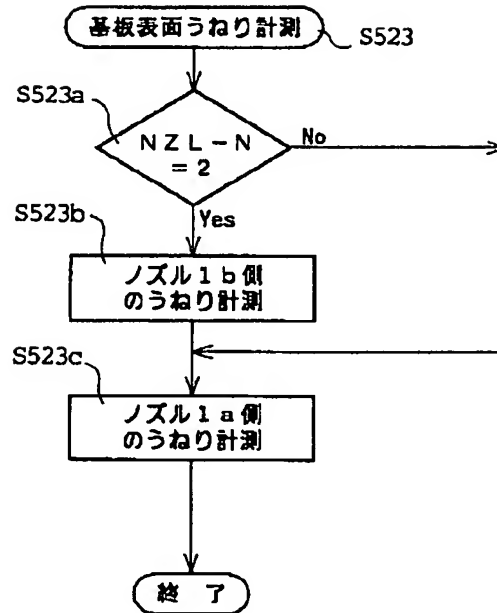 基板表面うねり計測
S523
S523a
NZL-N
=2
No
Yes
S523b
ノズル1b側
のうねり計測
S523c
ノズル1a側
のうねり計測
終了